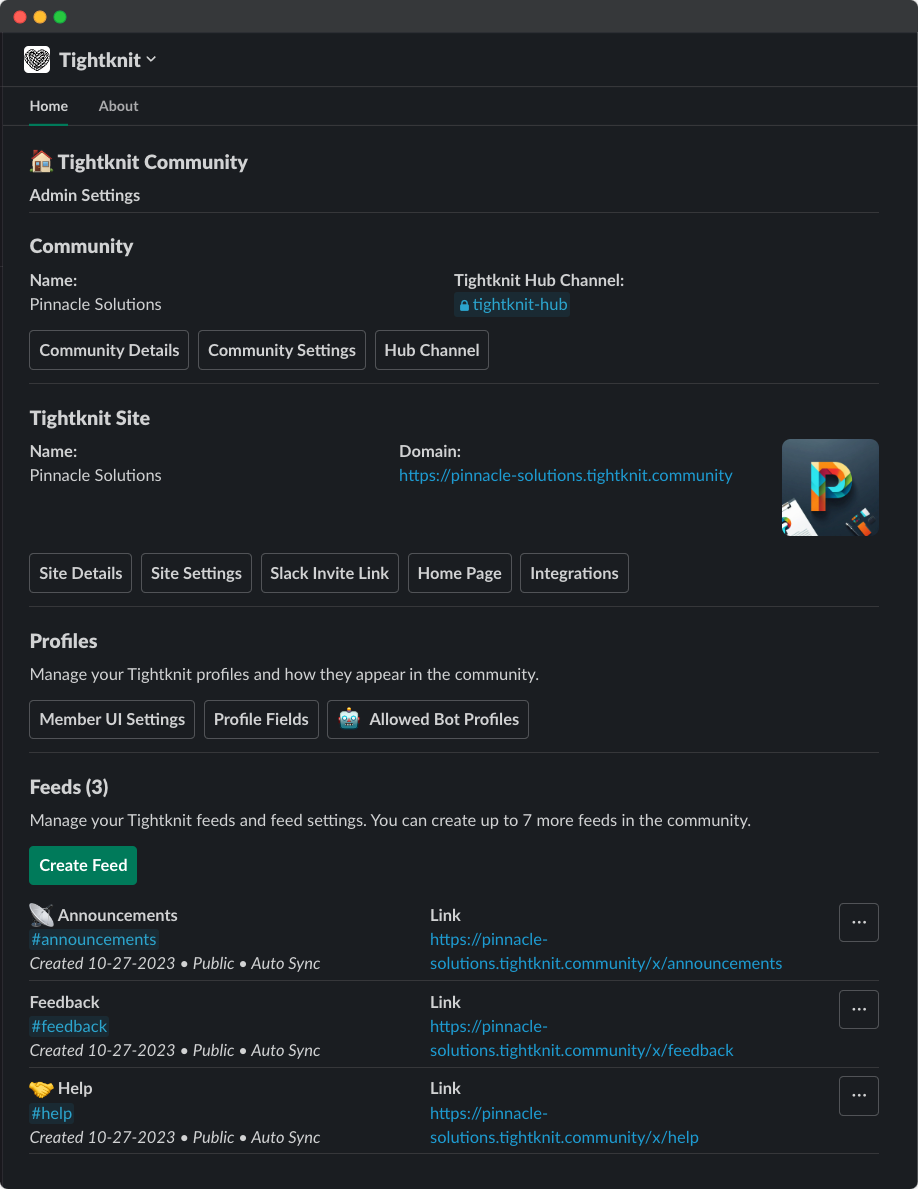 Tightknit
Home About
Tightknit Community
Admin Settings
Community
Name: Tightknit Hub Channel:
Pinnacle Solutions tightknit-hub
Community Details Community Settings Hub Channel
Tightknit Site
Name: Domain:
Pinnacle Solutions https://pinnacle-solutions.tightknit.community
P
Site Details Site Settings Slack Invite Link Home Page Integrations
Profiles
Manage your Tightknit profiles and how they appear in the community.
Member UI Settings Profile Fields Allowed Bot Profiles
Feeds (3)
Manage your Tightknit feeds and feed settings. You can create up to 7 more feeds in the community.
Create Feed
Announcements Link
#announcements https://pinnacle-
Created 10-27-2023 • Public • Auto Sync solutions.tightknit.community/x/announcements
Feedback Link
#feedback https://pinnacle-
Created 10-27-2023 • Public • Auto Sync solutions.tightknit.community/x/feedback
Help Link
#help https://pinnacle-
Created 10-27-2023 • Public • Auto Sync solutions.tightknit.community/x/help